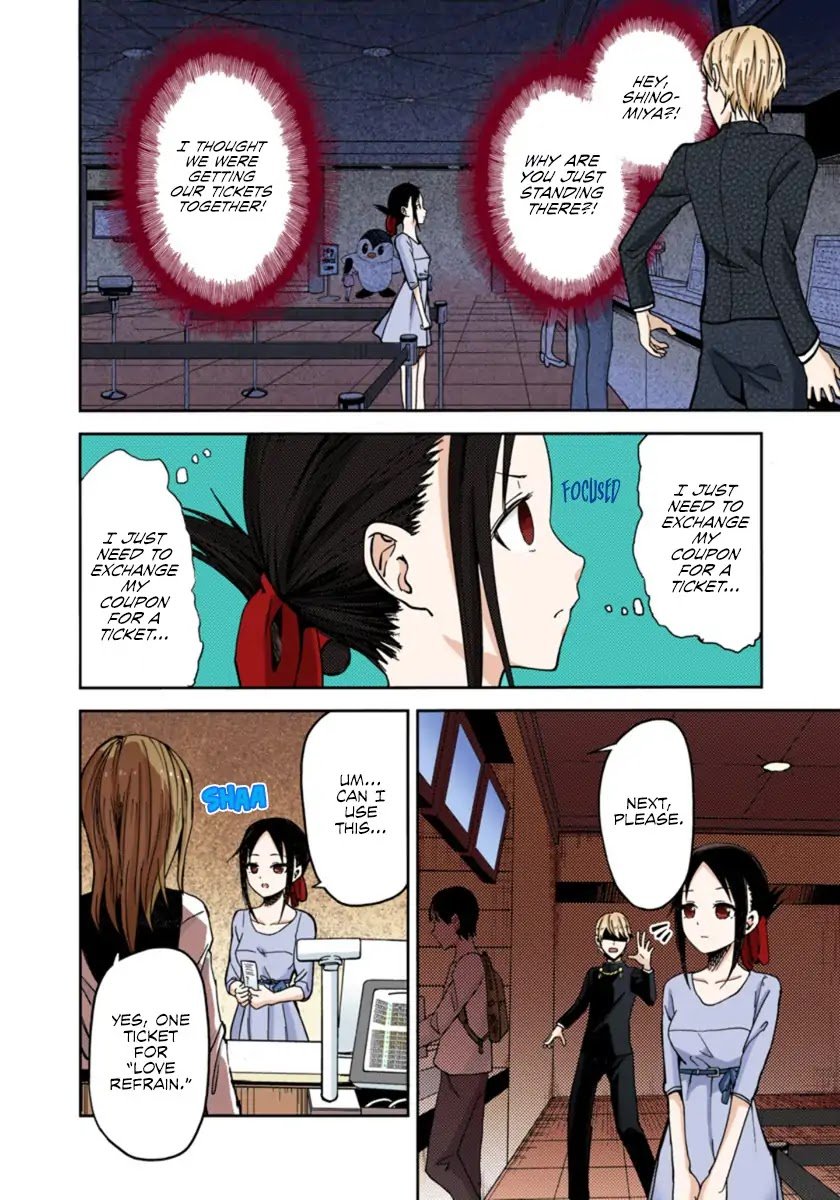 HEY,
SHINO-
MIYA?!
WHY ARE
YOU JUST
STANDING
THERE?!
I THOUGHT
WE WERE
GETTING
OUR TICKETS
TOGETHER!
I JUST
NEED TO
EXCHANGE
MY
COUPON
FOR A
TICKET...
FOCUSED
I JUST
NEED TO
EXCHANGE
MY
COUPON
FOR A
TICKET...
NEXT,
PLEASE.
UM...
CAN I
USE
THIS...
SHAA
YES, ONE
TICKET
FOR
"LOVE
REFRAIN."